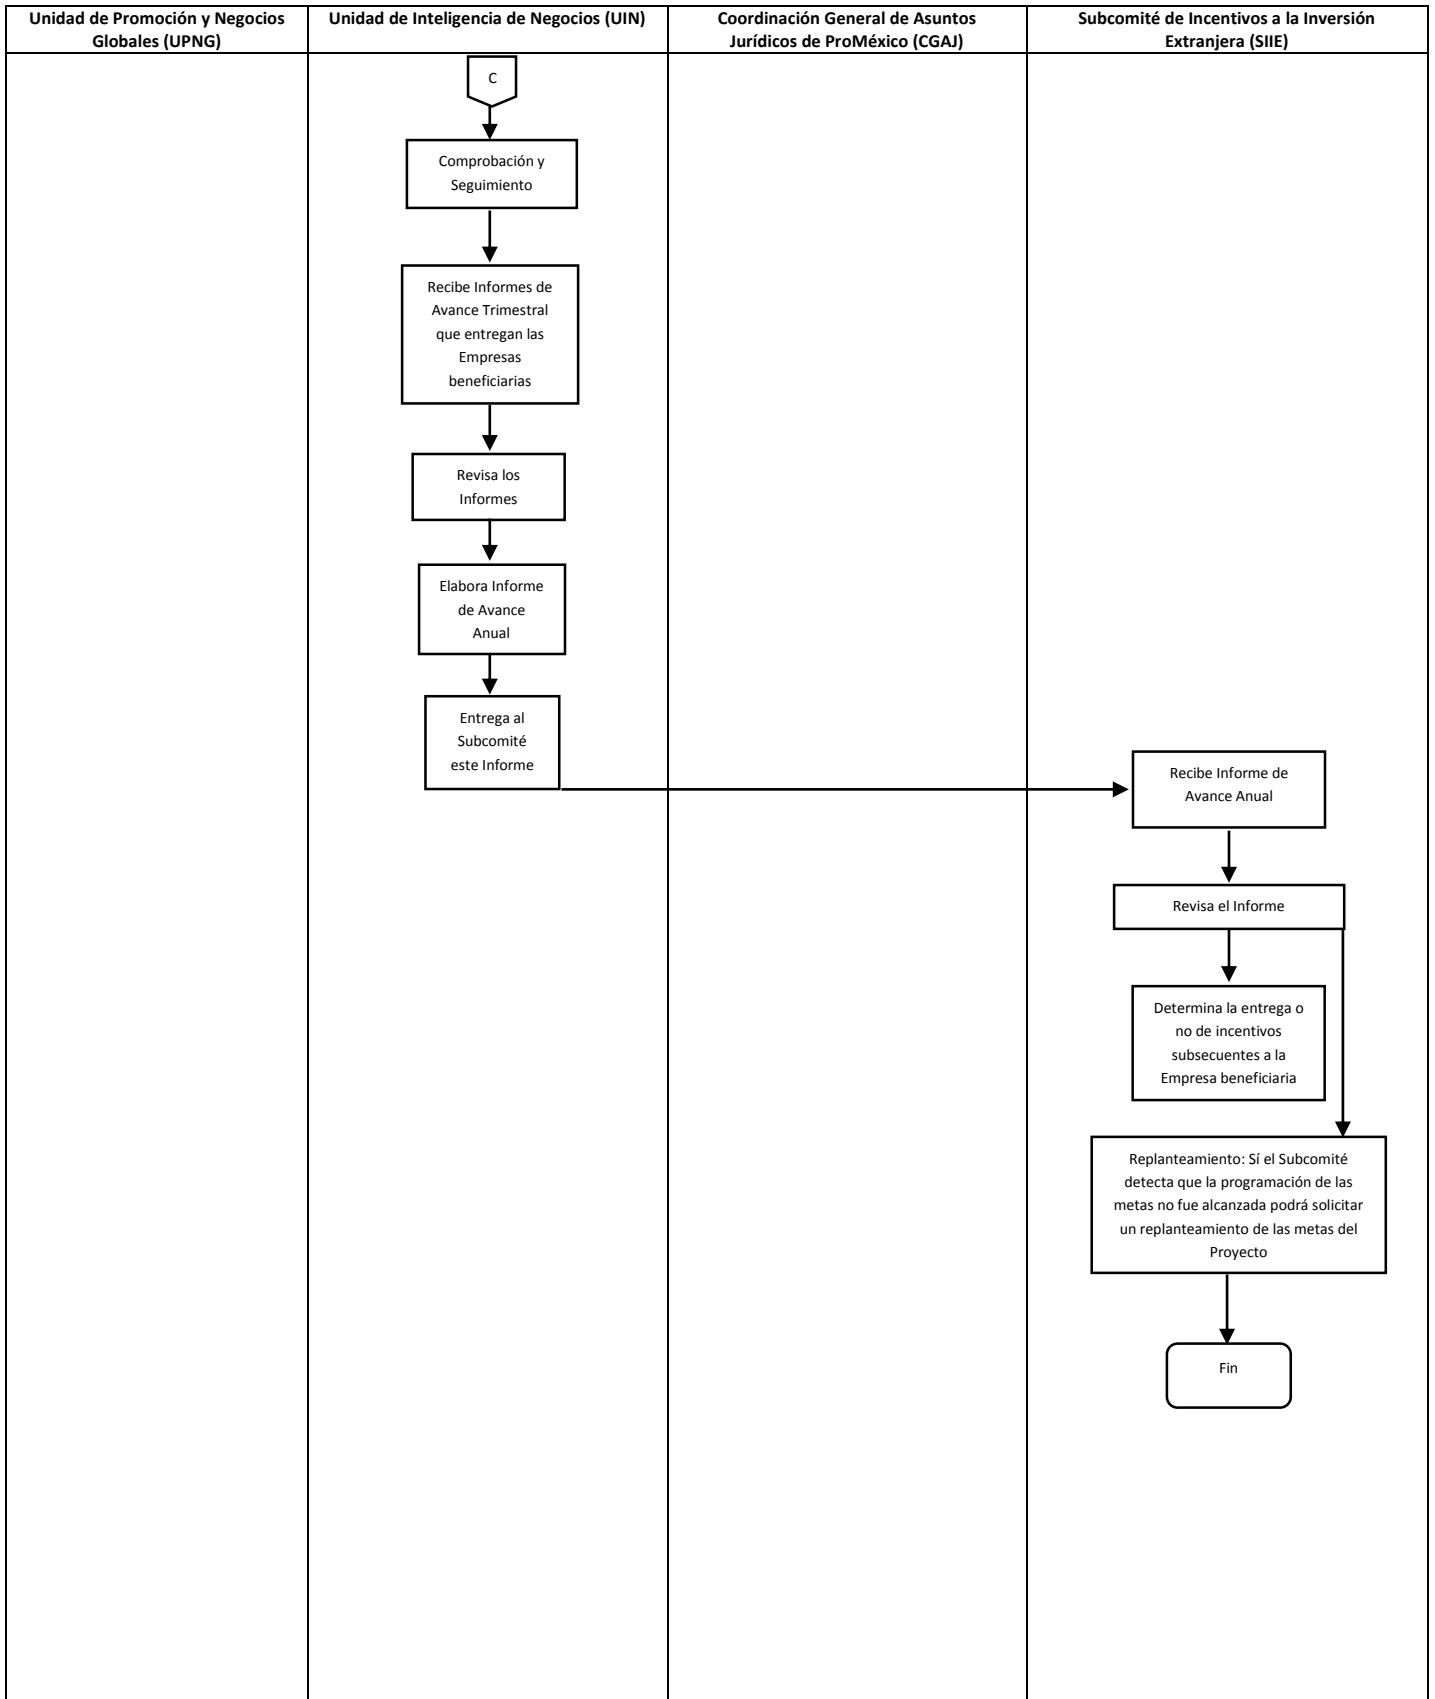 Unidad de Promoción y Negocios
Globales (UPNG)
Unidad de Inteligencia de Negocios (UIN)
Coordinación General de Asuntos
Jurídicos de ProMéxico (CGAJ)
Subcomité de Incentivos a la Inversión
Extranjera (SIIE)
C
Comprobación y
Seguimiento
Recibe Informes de
Avance Trimestral
que entregan las
Empresas
beneficiarias
Revisa los
Informes
Elabora Informe
de Avance
Anual
Entrega al
Subcomité
este Informe
Recibe Informe de
Avance Anual
Revisa el Informe
Determina la entrega o
no de incentivos
subsecuentes a la
Empresa beneficiaria
Replanteamiento: Sí el Subcomité
detecta que la programación de las
metas no fue alcanzada podrá solicitar
un replanteamiento de las metas del
Proyecto
Fin